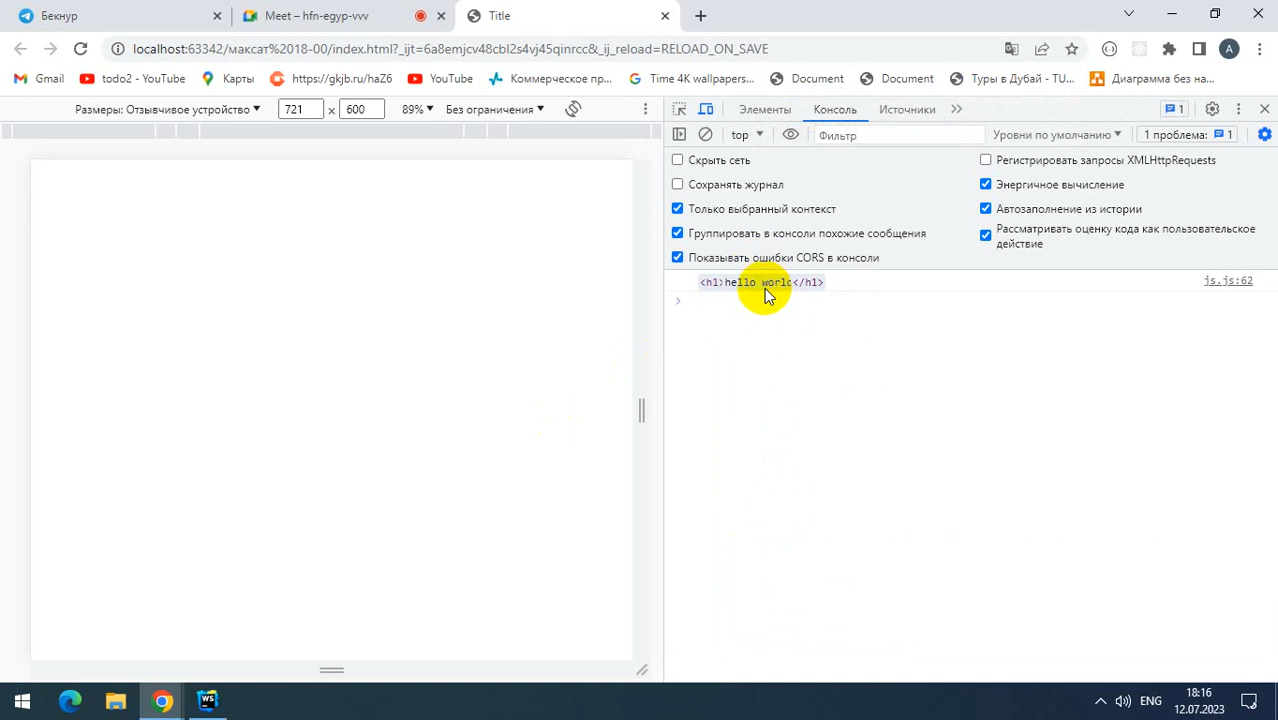 Бекнур
Meet – hfn-egyp-vvv
Title
localhost:63342/максат%2018-00/index.html?_ijt=6a8emjcv48cbl2s4vj45qinrcc&_ij_reload=RELOAD_ON_SAVE
A
Gmail
todo2 - YouTube
Карты
https://gkjb.ru/haZ6
YouTube
Коммерческое пр...
Time 4K wallpapers...
Document
Document
Туры в Дубай - TU...
Диаграмма без на...
Размеры: Отзывчивое устройство
721 × 600
89%
Без ограничения
Элементы
Консоль
Источники
1
top
Фильтр
Уровни по умолчанию
1 проблема: 1
Скрыть сеть
Регистрировать запросы XMLHttpRequests
Сохранять журнал
Энергичное вычисление
Только выбранный контекст
Автозаполнение из истории
Группировать в консоли похожие сообщения
Рассматривать оценку кода как пользовательское
действие
Показывать ошибки CORS в консоли
<h1>hello world</h1>
js.js:62
WS
ENG
18:16
12.07.2023